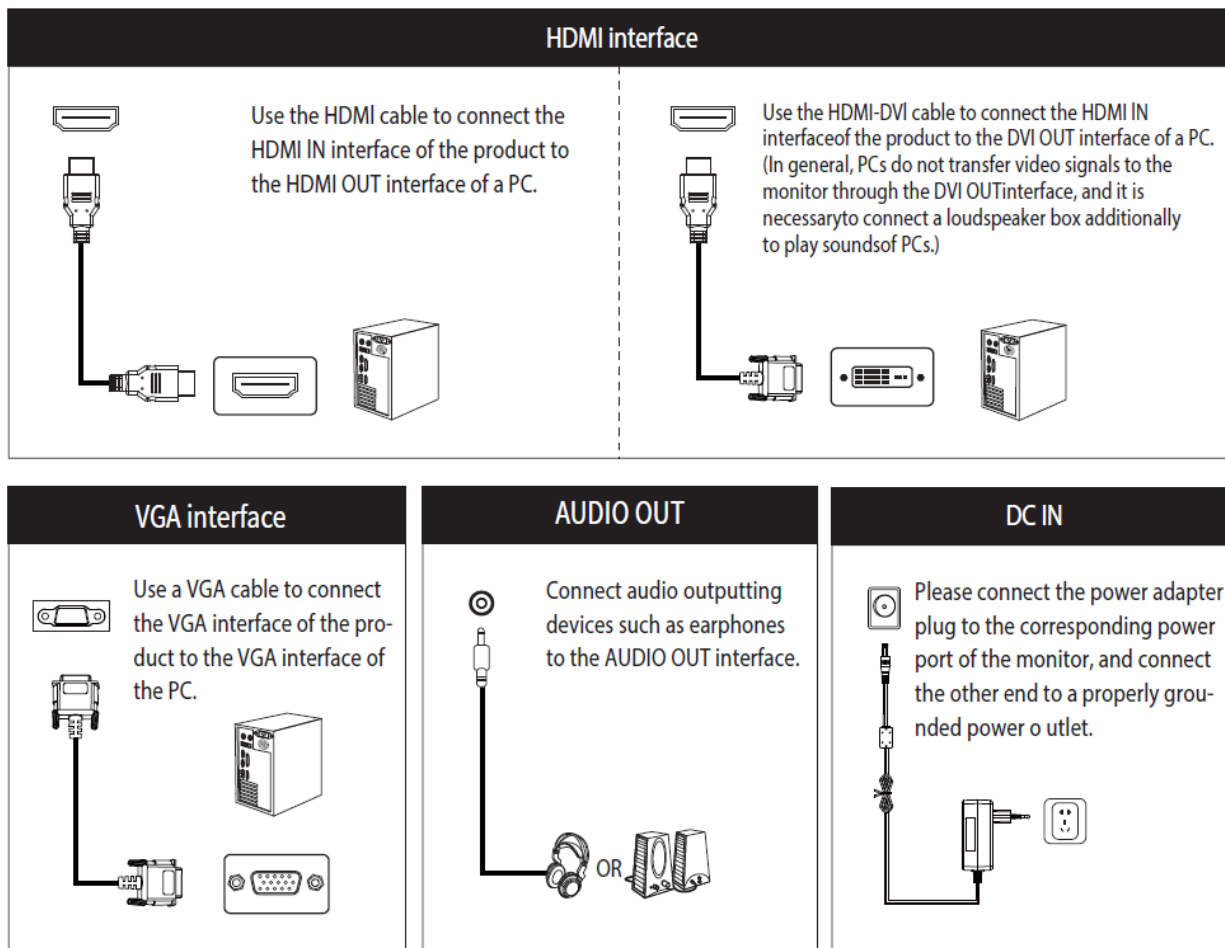 HDMI interface
Use the HDMl cable to connect the
HDMI lN interface of the product to
the HDMI OUT interface of a PC.
Use the HDMI-DVl cable to connect the HDMI lN
interfaceof the product to the DVI OUT interface of a PC.
(In general, PCs do not transfer video signals to the
monitor through the DVI OUTinterface, and it is
necessaryto connect a loudspeaker box additionally
to play soundsof PCs.)
VGA interface
Use a VGA cable to connect
the VGA interface of the pro-
duct to the VGA interface of
the PC.
AUDIO OUT
Connect audio outputting
devices such as earphones
to the AUDIO OUT interface.
OR
DC IN
Please connect the power adapter
plug to the corresponding power
port of the monitor, and connect
the other end to a properly grou-
nded power o utlet.